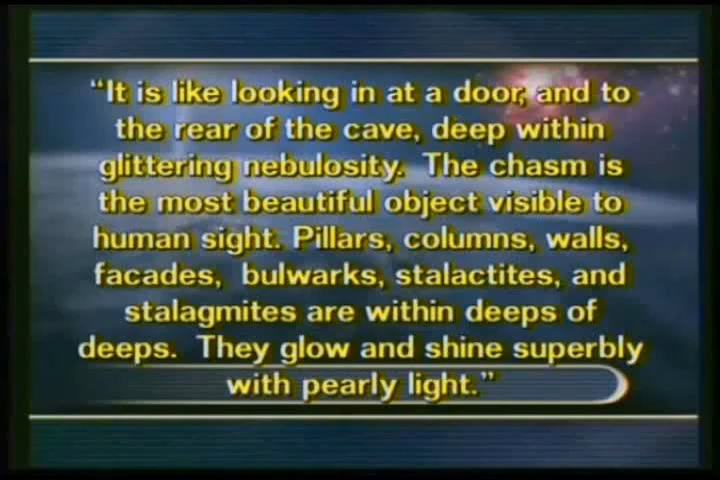 “It is like looking in at a door, and to
the rear of the cave, deep within
glittering nebulosity.  The chasm is
the most beautiful object visible to
human sight. Pillars, columns, walls,
facades,  bulwarks, stalactites, and
stalagmites are within deeps of
deeps.  They glow and shine superbly
with pearly light.”